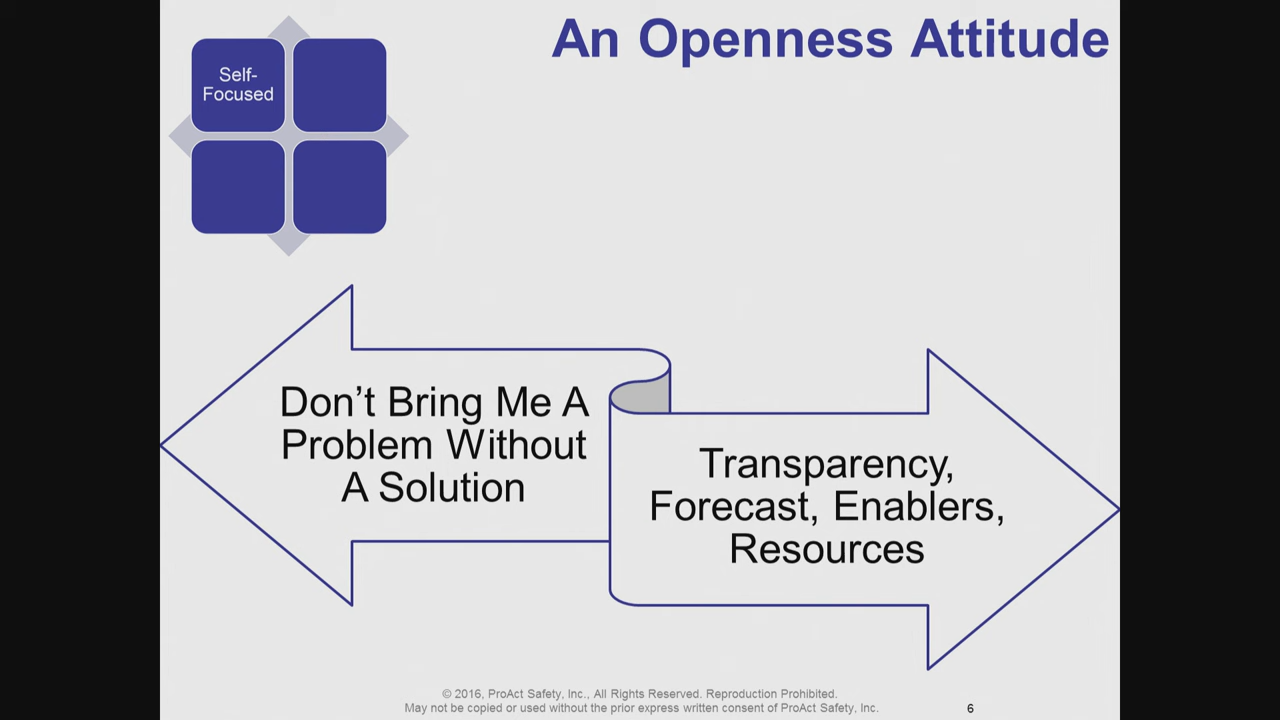 An Openness Attitude
Self-
Focused
Don’t Bring Me A
Problem Without
A Solution
Transparency,
Forecast, Enablers,
Resources
© 2016, ProAct Safety, Inc., All Rights Reserved. Reproduction Prohibited.
May not be copied or used without the prior express written consent of ProAct Safety, Inc.
6